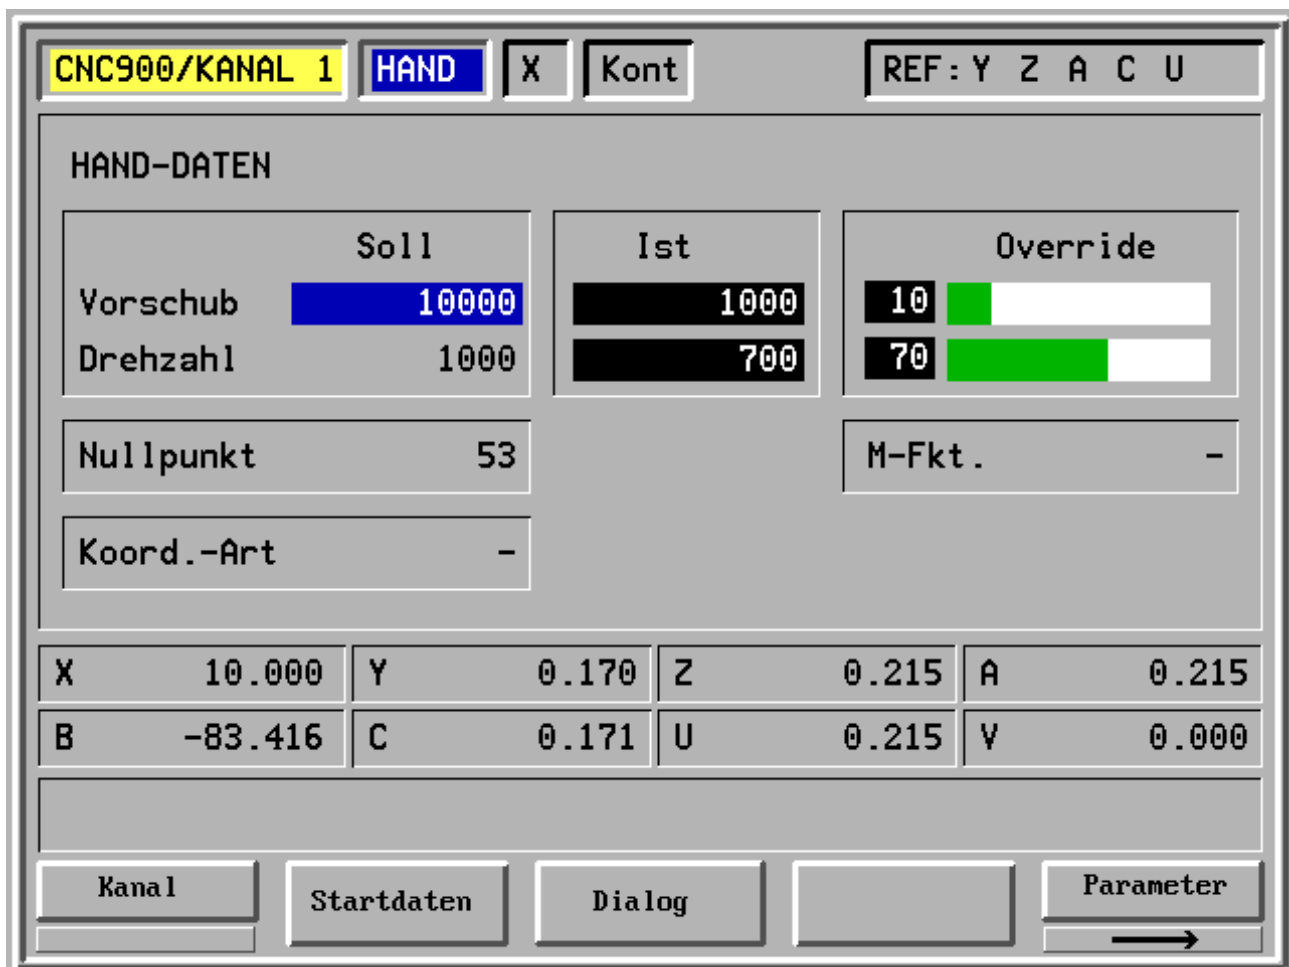 CNC900/KANAL 1 HAND X Kont REF:Y Z A C U
HAND-DATEN
Soll Ist Override
Vorschub 10000 1000 10
Drehzahl 1000 700 70
Nullpunkt 53 M-Fkt. -
Koord.-Art -
X 10.000 Y 0.170 Z 0.215 A 0.215
B -83.416 C 0.171 U 0.215 V 0.000
Kanal Startdaten Dialog Parameter